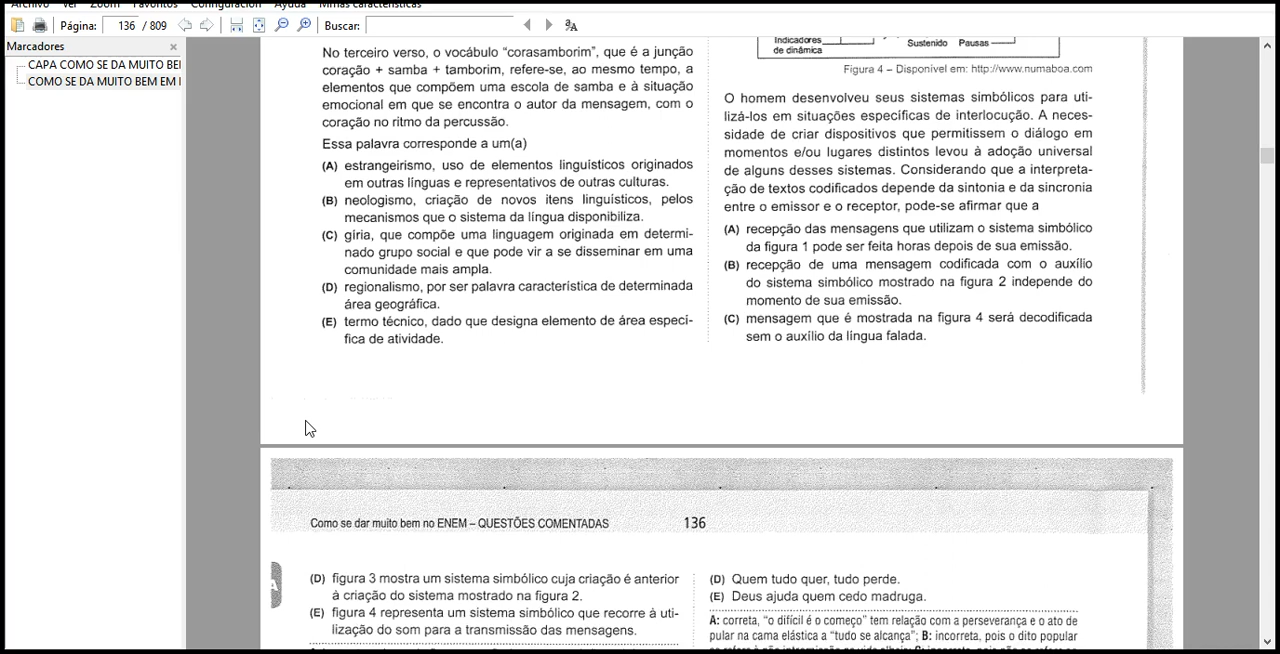 Archivo Ver Zoom Favoritos Configuración Ayuda Minhas características
Página: 136 / 809 Buscar:
Marcadores
CAPA COMO SE DA MUITO BEI
COMO SE DA MUITO BEM EM I
No terceiro verso, o vocábulo “corasamborim”, que é a junção
coração + samba + tamborim, refere-se, ao mesmo tempo, a
elementos que compõem uma escola de samba e à situação
emocional em que se encontra o autor da mensagem, com o
coração no ritmo da percussão.
Essa palavra corresponde a um(a)
(A) estrangeirismo, uso de elementos linguísticos originados
em outras línguas e representativos de outras culturas.
(B) neologismo, criação de novos itens linguísticos, pelos
mecanismos que o sistema da língua disponibiliza.
(C) gíria, que compõe uma linguagem originada em determi-
nado grupo social e que pode vir a se disseminar em uma
comunidade mais ampla.
(D) regionalismo, por ser palavra característica de determinada
área geográfica.
(E) termo técnico, dado que designa elemento de área especí-
fica de atividade.
Indicadores
de dinâmica
Sustenido Pausas
Figura 4 – Disponível em: http://www.numaboa.com
O homem desenvolveu seus sistemas simbólicos para uti-
lizá-los em situações específicas de interlocução. A neces-
sidade de criar dispositivos que permitissem o diálogo em
momentos e/ou lugares distintos levou à adoção universal
de alguns desses sistemas. Considerando que a interpreta-
ção de textos codificados depende da sintonia e da sincronia
entre o emissor e o receptor, pode-se afirmar que a
(A) recepção das mensagens que utilizam o sistema simbólico
da figura 1 pode ser feita horas depois de sua emissão.
(B) recepção de uma mensagem codificada com o auxílio
do sistema simbólico mostrado na figura 2 independe do
momento de sua emissão.
(C) mensagem que é mostrada na figura 4 será decodificada
sem o auxílio da língua falada.
Como se dar muito bem no ENEM – QUESTÕES COMENTADAS 136
(D) figura 3 mostra um sistema simbólico cuja criação é anterior
à criação do sistema mostrado na figura 2.
(E) figura 4 representa um sistema simbólico que recorre à uti-
lização do som para a transmissão das mensagens.
(D) Quem tudo quer, tudo perde.
(E) Deus ajuda quem cedo madruga.
A: correta, “o difícil é o começo” tem relação com a perseverança e o ato de
pular na cama elástica a “tudo se alcança”; B: incorreta, pois o dito popular